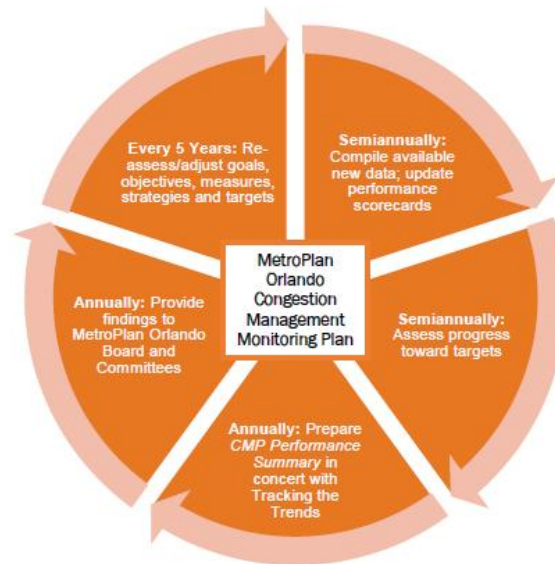 Every 5 Years: Re-
assess/adjust goals,
objectives, measures,
strategies and targets
Semiannually:
Compile available
new data; update
performance
scorecards
MetroPlan
Orlando
Congestion
Management
Monitoring Plan
Annually: Provide
findings to
MetroPlan Orlando
Board and
Committees
Semiannually:
Assess progress
toward targets
Annually: Prepare
CMP Performance
Summary in
concert with
Tracking the
Trends